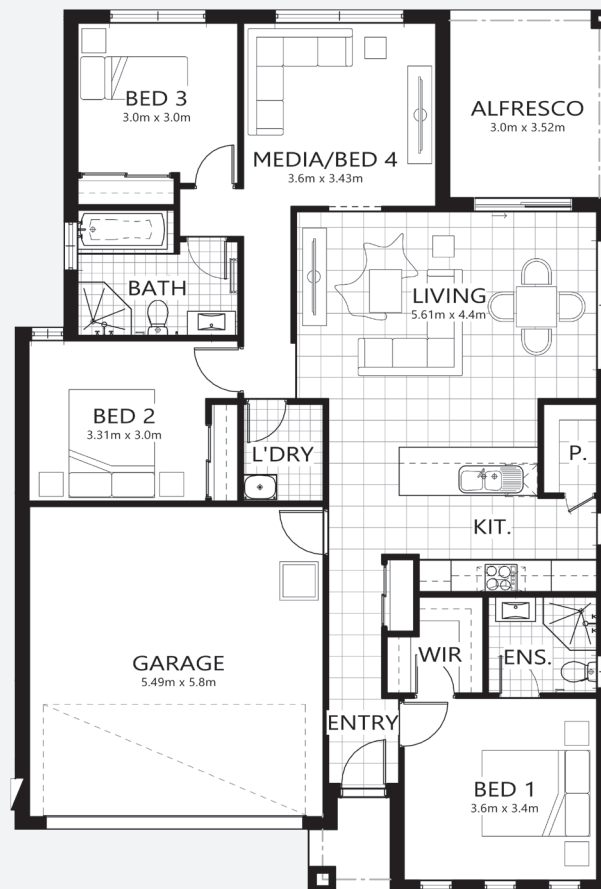 BED 3
3.0m x 3.0m
MEDIA/BED 4
3.6m x 3.43m
ALFRESCO
3.0m x 3.52m
BATH
LIVING
5.61m x 4.4m
BED 2
3.31m x 3.0m
L'DRY
P.
KIT.
GARAGE
5.49m x 5.8m
WIR
ENS.
ENTRY
BED 1
3.6m x 3.4m